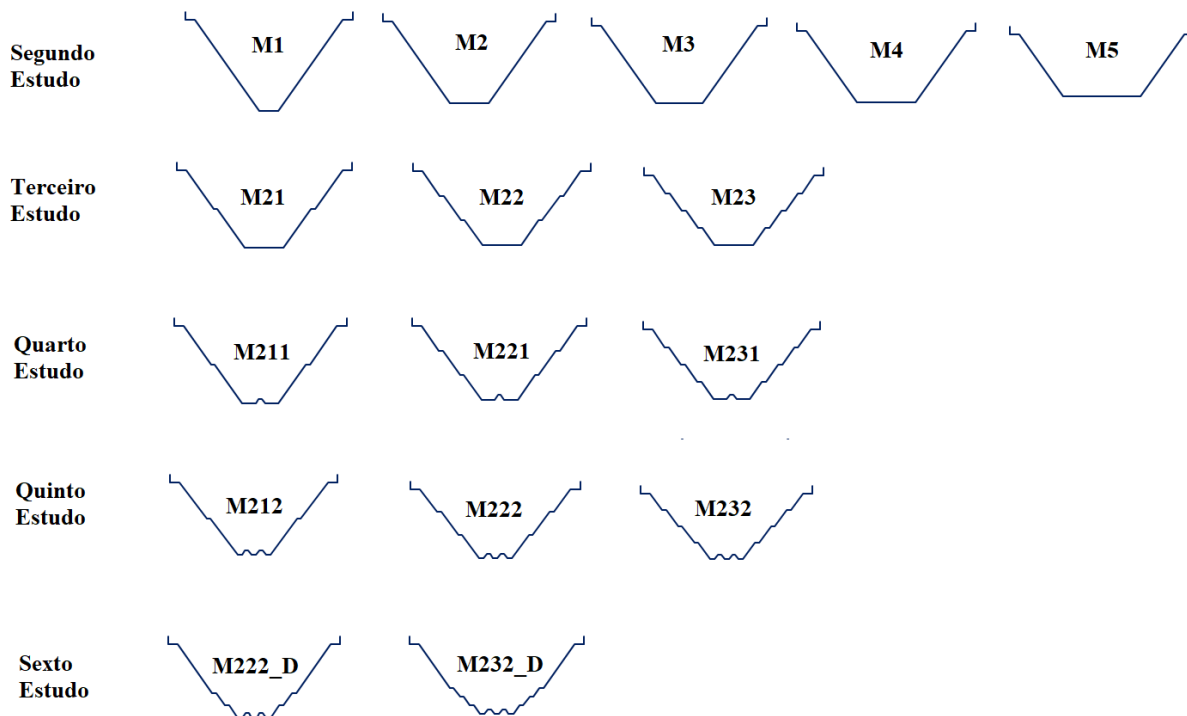 Segundo
Estudo
M1 M2 M3 M4 M5
Terceiro
Estudo
M21 M22 M23
Quarto
Estudo
M211 M221 M231
Quinto
Estudo
M212 M222 M232
Sexto
Estudo
M222_D M232_D